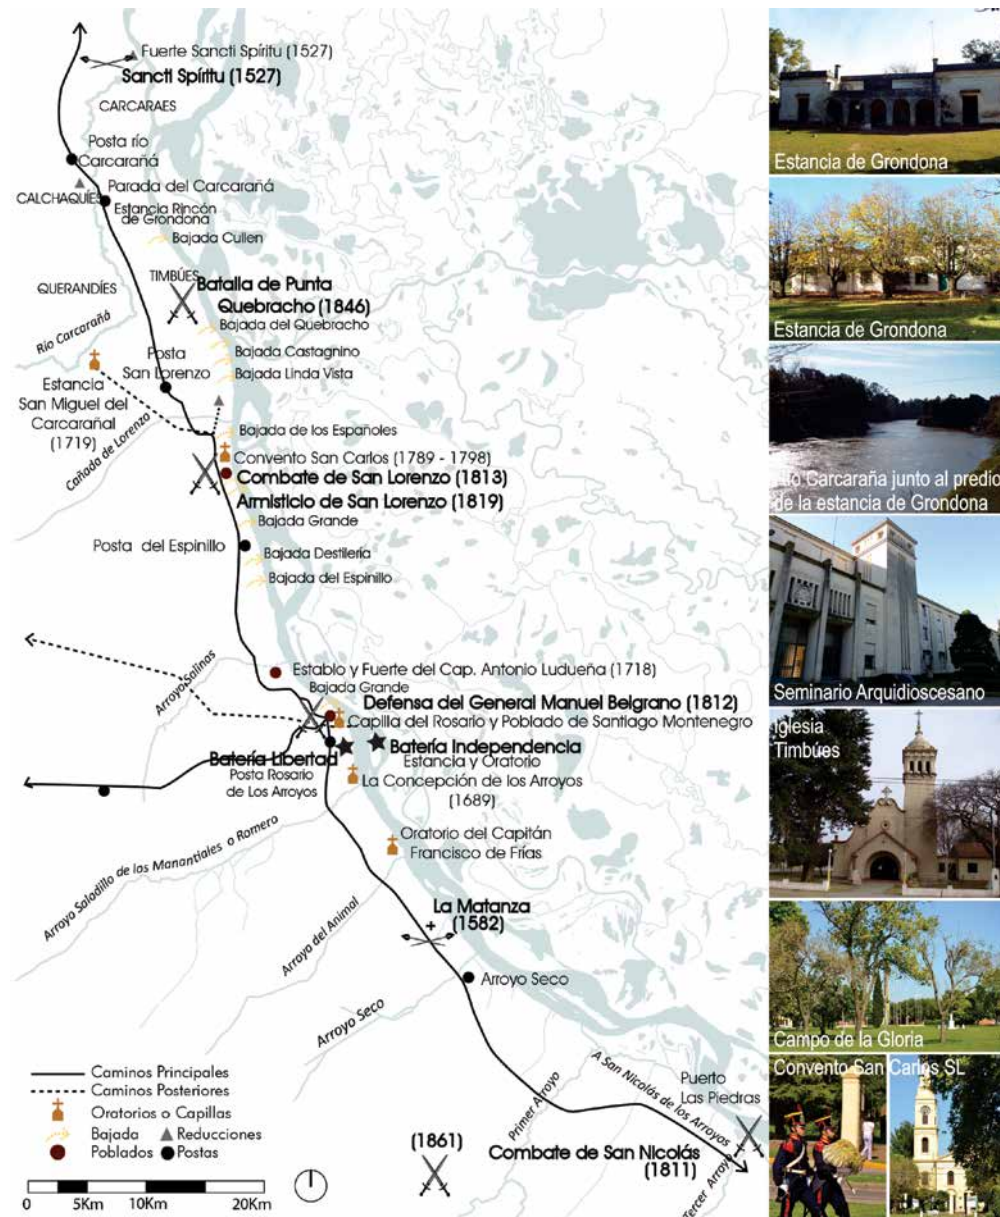 Fuerte Sancti Spíritu (1527)
Sancti Spíritu (1527)
CARCARAES
Posta río
Carcarañá
CALCHAQUÍES
Parada del Carcarañá
Estancia Rincón
de Grondona
Bajada Cullen
TIMBÚES
QUERANDÍES
Batalla de Punta
Quebracho (1846)
Bajada del Quebracho
Río Carcarañá
Bajada Castagnino
Posta
San Lorenzo
Bajada Linda Vista
Estancia
San Miguel del
Carcarañal
(1719)
Cañada de Lorenzo
Bajada de los Españoles
Convento San Carlos (1789 - 1798)
Combate de San Lorenzo (1813)
Armisticio de San Lorenzo (1819)
Bajada Grande
Posta del Espinillo
Bajada Destilería
Bajada del Espinillo
Arroyo Salinas
Establo y Fuerte del Cap. Antonio Ludueña (1718)
Bajada Grande
Defensa del General Manuel Belgrano (1812)
Capilla del Rosario y Poblado de Santiago Montenegro
Batería Libertad
Batería Independencia
Posta Rosario
de Los Arroyos
Estancia y Oratorio
La Concepción de los Arroyos
(1689)
Arroyo Saladillo de las Manantiales o Romero
Oratorio del Capitán
Francisco de Frías
Arroyo del Animal
La Matanza
(1582)
Arroyo Seco
Arroyo Seco
Primer Arroyo
A San Nicolás de los Arroyos
Puerto
Las Piedras
Combate de San Nicolás
(1811)
Tercer Arroyo
(1861)
Caminos Principales
Caminos Posteriores
Oratorios o Capillas
Bajada
Reducciones
Poblados
Postas
0 5Km 10Km 20Km
Estancia de Grondona
Estancia de Grondona
Río Carcaraña junto al predio
de la estancia de Grondona
Seminario Arquidioscesano
Iglesia
Timbúes
Campo de la Gloria
Convento San Carlos SL